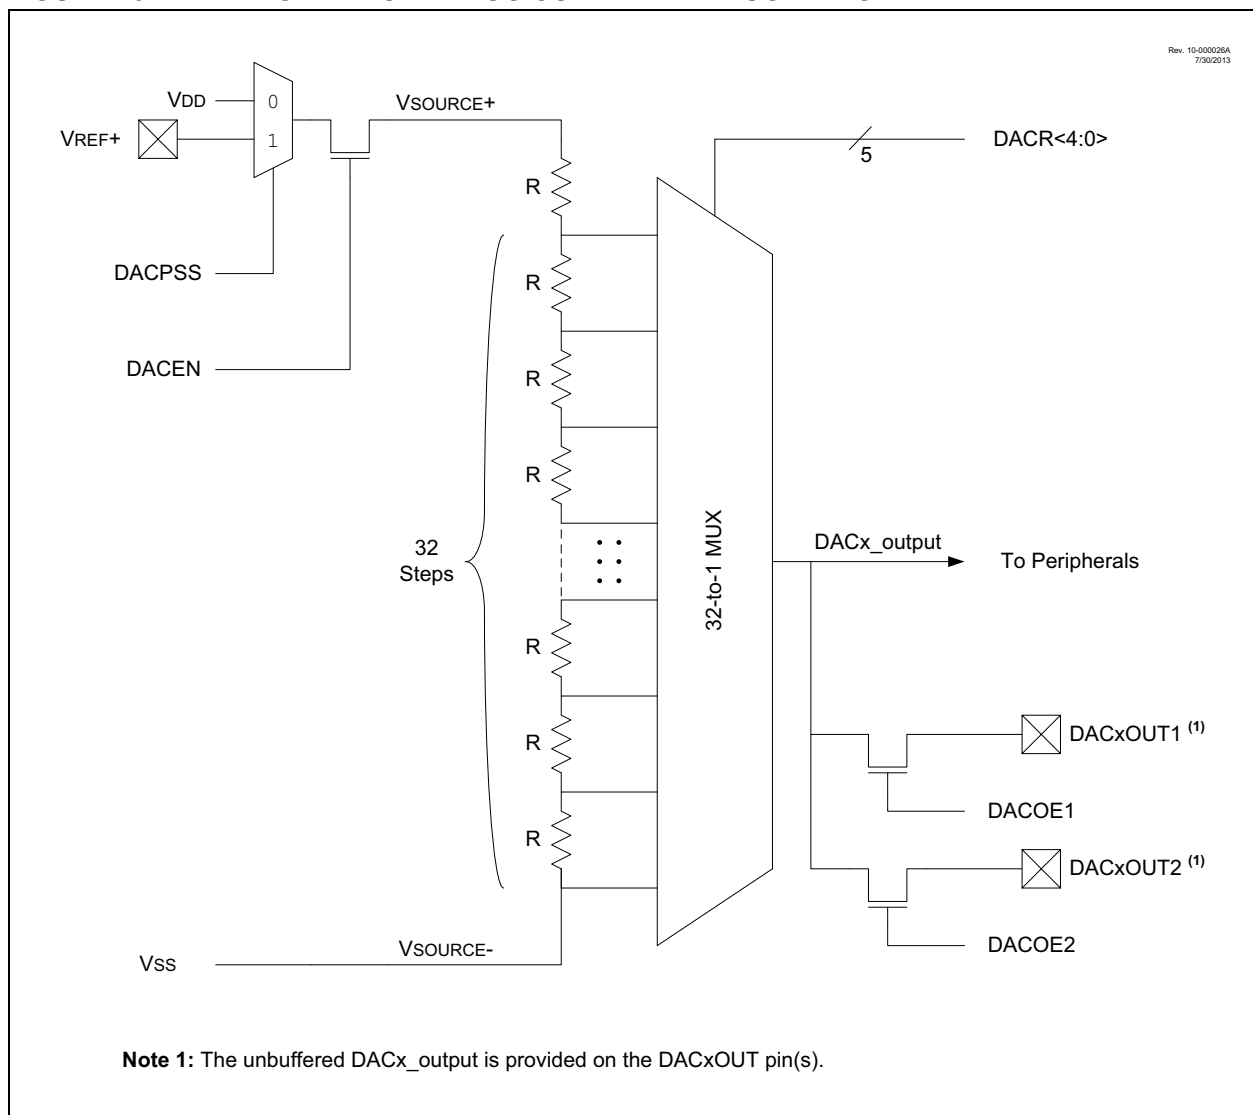 Rev. 10-000026A
7/30/2013
VDD
0
VSOURCE+
VREF+
1
DACR<4:0>
5
R
DACPSS
R
DACEN
R
R
32
Steps
32-to-1 MUX
DACx_output
To Peripherals
R
R
DACxOUT1 (1)
DACOE1
R
DACxOUT2 (1)
DACOE2
VSOURCE-
VSS
Note 1: The unbuffered DACx_output is provided on the DACxOUT pin(s).